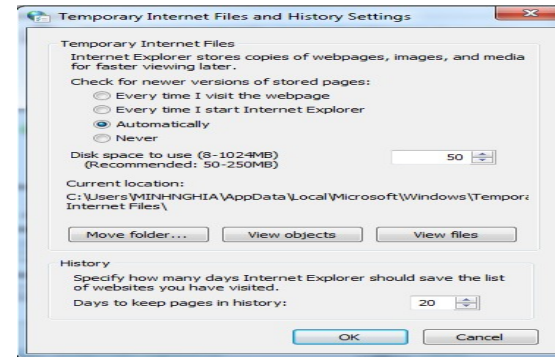 Temporary Internet Files and History Settings
Temporary Internet Files
Internet Explorer stores copies of webpages, images, and media
for faster viewing later.
Check for newer versions of stored pages:
Every time I visit the webpage
Every time I start Internet Explorer
Automatically
Never
Disk space to use (8-1024MB)
(Recommended: 50-250MB)
50
Current location:
C:\Users\MINHNGHIA\AppData\Local\Microsoft\Windows\Tempora
Internet Files\
Move folder... View objects View files
History
Specify how many days Internet Explorer should save the list
of websites you have visited.
Days to keep pages in history: 20
OK Cancel